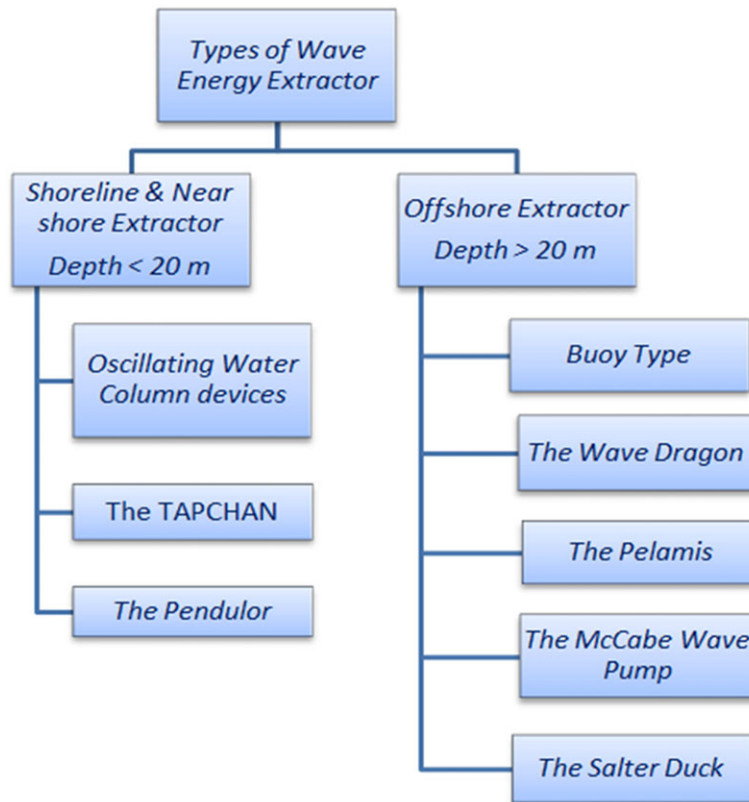 Types of Wave
Energy Extractor
Shoreline & Near
shore Extractor
Depth < 20 m
Oscillating Water
Column devices
The TAPCHAN
The Pendulor
Offshore Extractor
Depth > 20 m
Buoy Type
The Wave Dragon
The Pelamis
The McCabe Wave
Pump
The Salter Duck